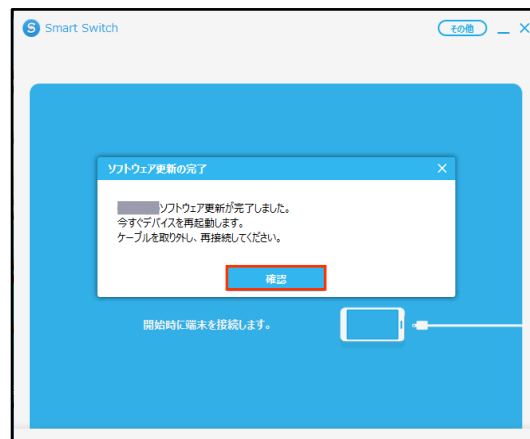 S Smart Switch
その他
ソフトウェア更新の完了
ソフトウェア更新が完了しました。
今すぐデバイスを再起動します。
ケーブルを取り外し、再接続してください。
確認
開始時に端末を接続します。